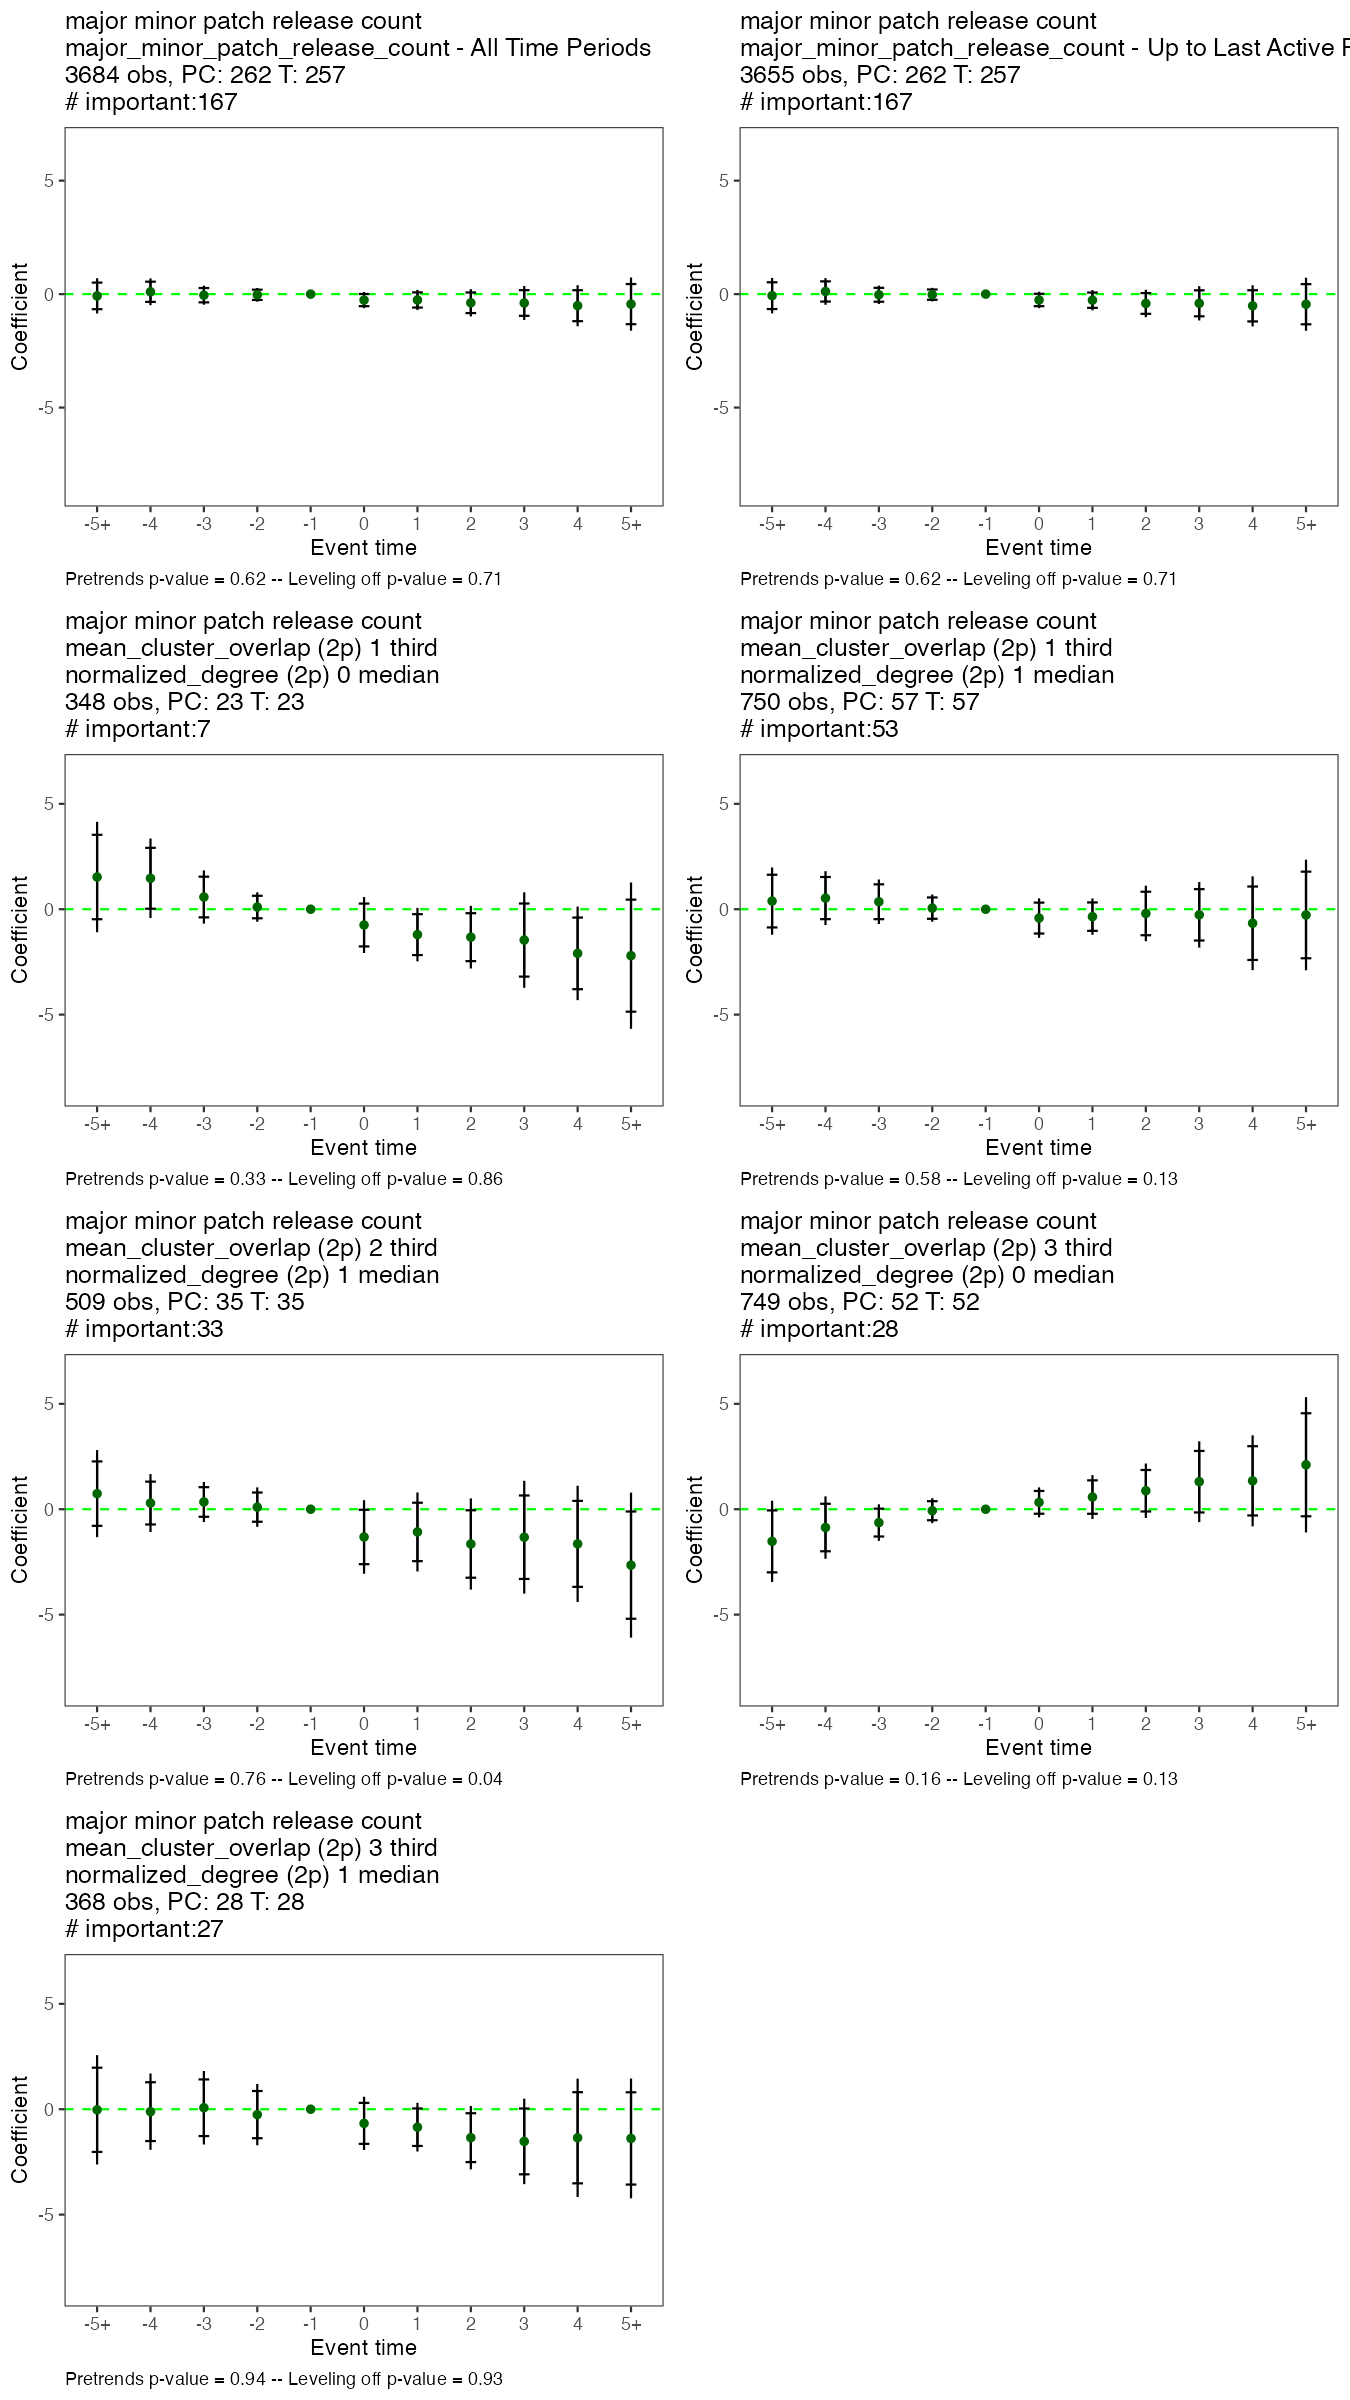 major minor patch release count
major_minor_patch_release_count - All Time Periods
3684 obs, PC: 262 T: 257
# important:167
5
0
-5
Coefficient
-5+ -4 -3 -2 -1 0 1 2 3 4 5+
Event time
Pretrends p-value = 0.62 -- Leveling off p-value = 0.71
major minor patch release count
major_minor_patch_release_count - Up to Last Active
3655 obs, PC: 262 T: 257
# important:167
5
0
-5
Coefficient
-5+ -4 -3 -2 -1 0 1 2 3 4 5+
Event time
Pretrends p-value = 0.62 -- Leveling off p-value = 0.71
major minor patch release count
mean_cluster_overlap (2p) 1 third
normalized_degree (2p) 0 median
348 obs, PC: 23 T: 23
# important:7
5
0
-5
Coefficient
-5+ -4 -3 -2 -1 0 1 2 3 4 5+
Event time
Pretrends p-value = 0.33 -- Leveling off p-value = 0.86
major minor patch release count
mean_cluster_overlap (2p) 1 third
normalized_degree (2p) 1 median
750 obs, PC: 57 T: 57
# important:53
5
0
-5
Coefficient
-5+ -4 -3 -2 -1 0 1 2 3 4 5+
Event time
Pretrends p-value = 0.58 -- Leveling off p-value = 0.13
major minor patch release count
mean_cluster_overlap (2p) 2 third
normalized_degree (2p) 1 median
509 obs, PC: 35 T: 35
# important:33
5
0
-5
Coefficient
-5+ -4 -3 -2 -1 0 1 2 3 4 5+
Event time
Pretrends p-value = 0.76 -- Leveling off p-value = 0.04
major minor patch release count
mean_cluster_overlap (2p) 3 third
normalized_degree (2p) 0 median
749 obs, PC: 52 T: 52
# important:28
5
0
-5
Coefficient
-5+ -4 -3 -2 -1 0 1 2 3 4 5+
Event time
Pretrends p-value = 0.16 -- Leveling off p-value = 0.13
major minor patch release count
mean_cluster_overlap (2p) 3 third
normalized_degree (2p) 1 median
368 obs, PC: 28 T: 28
# important:27
5
0
-5
Coefficient
-5+ -4 -3 -2 -1 0 1 2 3 4 5+
Event time
Pretrends p-value = 0.94 -- Leveling off p-value = 0.93